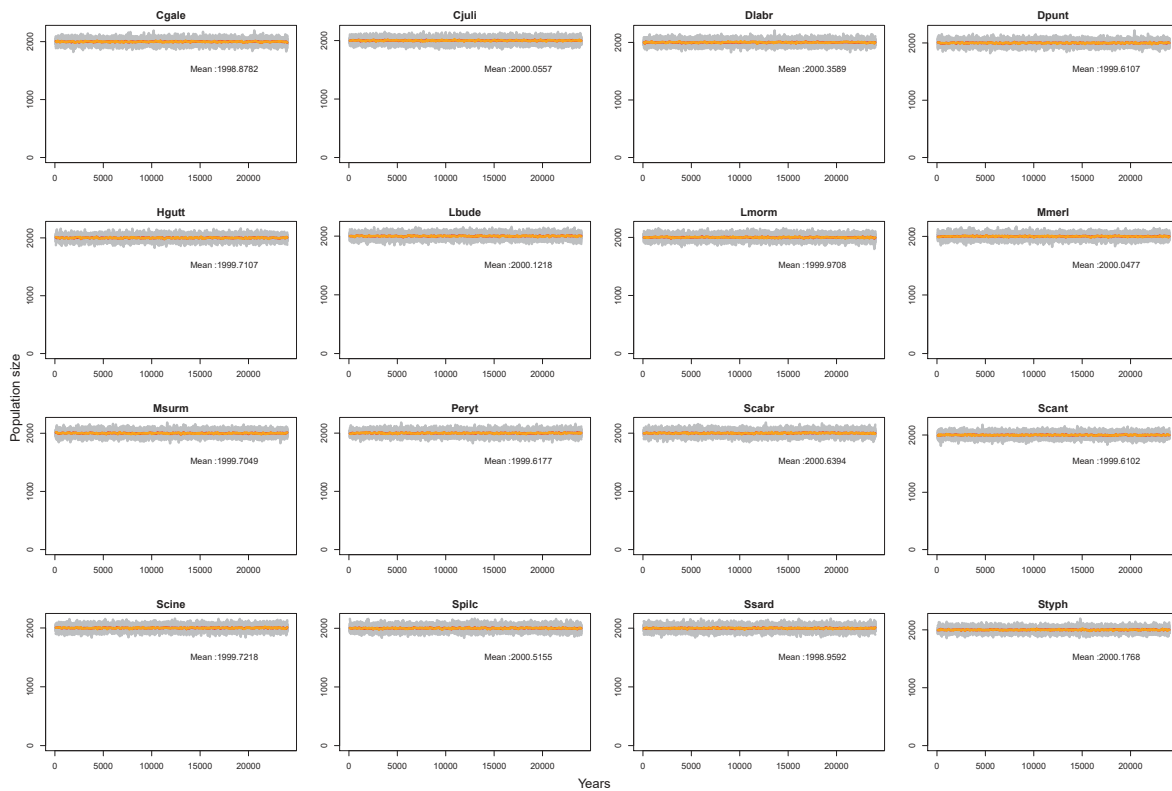 Cgale
Cjuli
Dlabr
Dpunt
2000
1000
0
Mean :1998.8782
0 5000 10000 15000 20000
2000
1000
0
Mean :2000.0557
0 5000 10000 15000 20000
2000
1000
0
Mean :2000.3589
0 5000 10000 15000 20000
2000
1000
0
Mean :1999.6107
0 5000 10000 15000 20000
Hgutt
Lbude
Lmorm
Mmerl
2000
1000
0
Mean :1999.7107
0 5000 10000 15000 20000
2000
1000
0
Mean :2000.1218
0 5000 10000 15000 20000
2000
1000
0
Mean :1999.9708
0 5000 10000 15000 20000
2000
1000
0
Mean :2000.0477
0 5000 10000 15000 20000
Population size
Msurm
Peryt
Scabr
Scant
2000
1000
0
Mean :1999.7049
0 5000 10000 15000 20000
2000
1000
0
Mean :1999.6177
0 5000 10000 15000 20000
2000
1000
0
Mean :2000.6394
0 5000 10000 15000 20000
2000
1000
0
Mean :1999.6102
0 5000 10000 15000 20000
Scine
Spilc
Ssard
Styph
2000
1000
0
Mean :1999.7218
0 5000 10000 15000 20000
2000
1000
0
Mean :2000.5155
0 5000 10000 15000 20000
2000
1000
0
Mean :1998.9592
0 5000 10000 15000 20000
2000
1000
0
Mean :2000.1768
0 5000 10000 15000 20000
Years